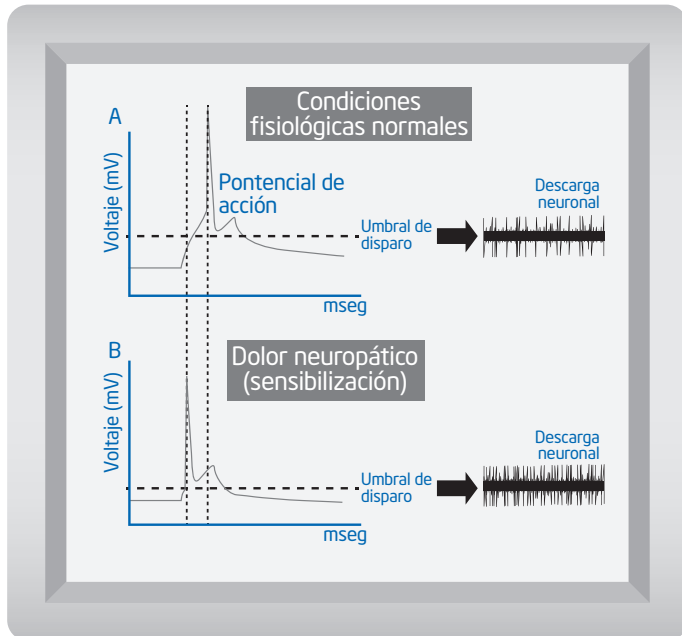 Condiciones
fisiológicas normales
A
Voltaje (mV)
Pontencial de
acción
Umbral de
disparo
Descarga
neuronal
mseg
B
Dolor neuropático
(sensibilización)
Voltaje (mV)
Umbral de
disparo
Descarga
neuronal
mseg